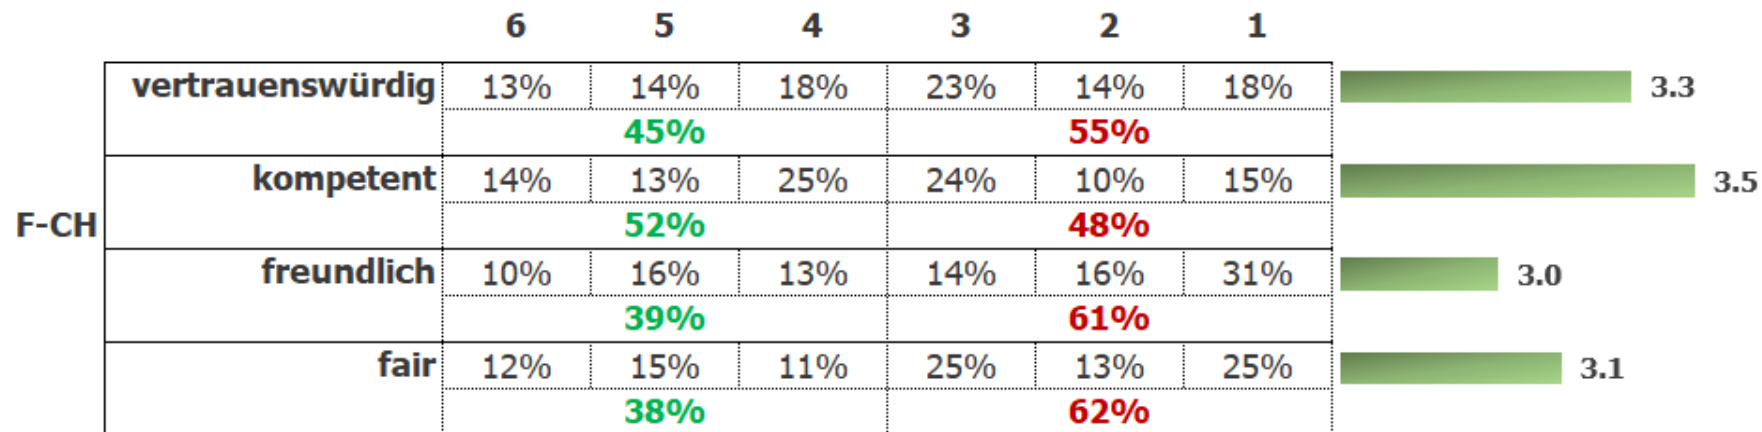 6 5 4 3 2 1
vertrauenswürdig 13% 14% 18% 23% 14% 18% 3.3
45% 55%
kompetent 14% 13% 25% 24% 10% 15% 3.5
F-CH 52% 48%
freundlich 10% 16% 13% 14% 16% 31% 3.0
39% 61%
fair 12% 15% 11% 25% 13% 25% 3.1
38% 62%